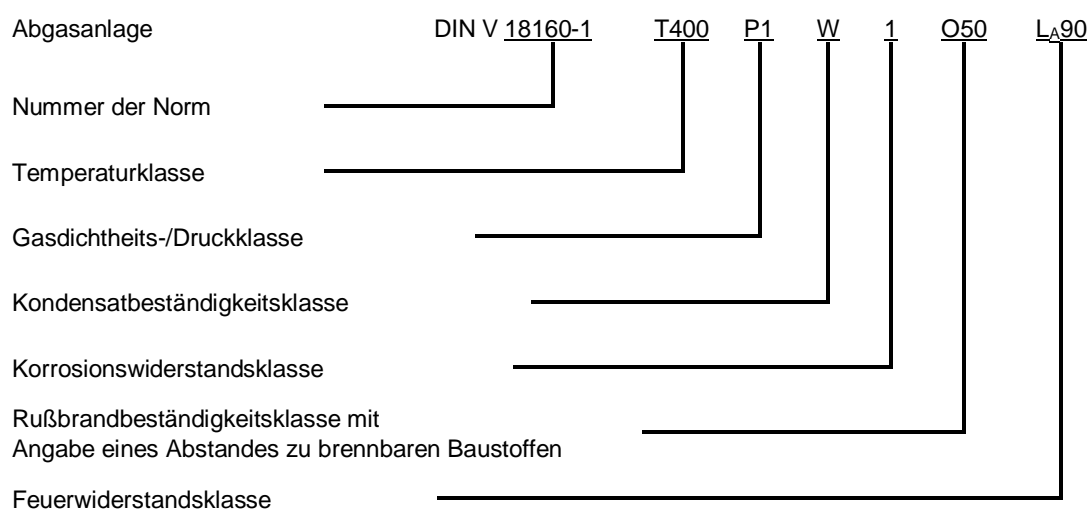 Abgasanlage DIN V 18160-1 T400 P1 W 1 O50 LA90
Nummer der Norm
Temperaturklasse
Gasdichtheits-/Druckklasse
Kondensatbeständigkeitsklasse
Korrosionswiderstandsklasse
Rußbrandbeständigkeitsklasse mit
Angabe eines Abstandes zu brennbaren Baustoffen
Feuerwiderstandsklasse